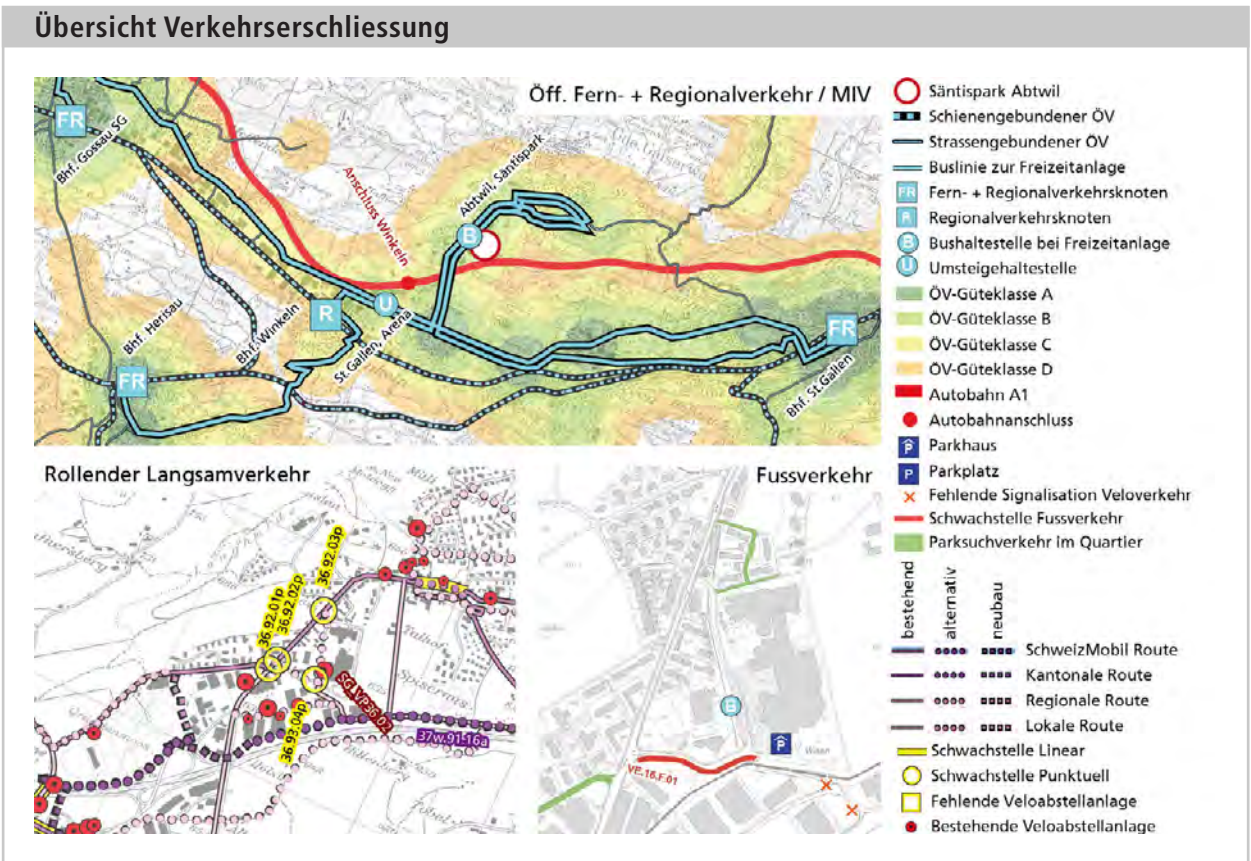 Übersicht Verkehrserschliessung
Öff. Fern- + Regionalverkehr / MIV
FR
Bhf. Gossau SG
Anschluss Winkeln
Abtwil, Säntispark
B
U
R
Bhf. Herisau
Bhf. Winkeln
St.Gallen, Arena
FR
FR
Bhf. St.Gallen
Säntispark Abtwil
Schienengebundener ÖV
Strassengebundener ÖV
Buslinie zur Freizeitanlage
FR Fern- + Regionalverkehrsknoten
R Regionalverkehrsknoten
B Bushaltestelle bei Freizeitanlage
U Umsteigehaltestelle
ÖV-Güteklasse A
ÖV-Güteklasse B
ÖV-Güteklasse C
ÖV-Güteklasse D
Autobahn A1
Autobahnanschluss
P Parkhaus
P Parkplatz
Fehlende Signalisation Veloverkehr
Schwachstelle Fussverkehr
Parksuchverkehr im Quartier
bestehend
alternativ
neubau
SchweizMobil Route
Kantonale Route
Regionale Route
Lokale Route
Schwachstelle Linear
Schwachstelle Punktuell
Fehlende Veloabstellanlage
Bestehende Veloabstellanlage
Rollender Langsamverkehr
36.92.01p
36.92.02p
36.92.03p
36.93.04p
SG_VP36.02
37w.91-16a
Fussverkehr
B
P
VE.16.F.01